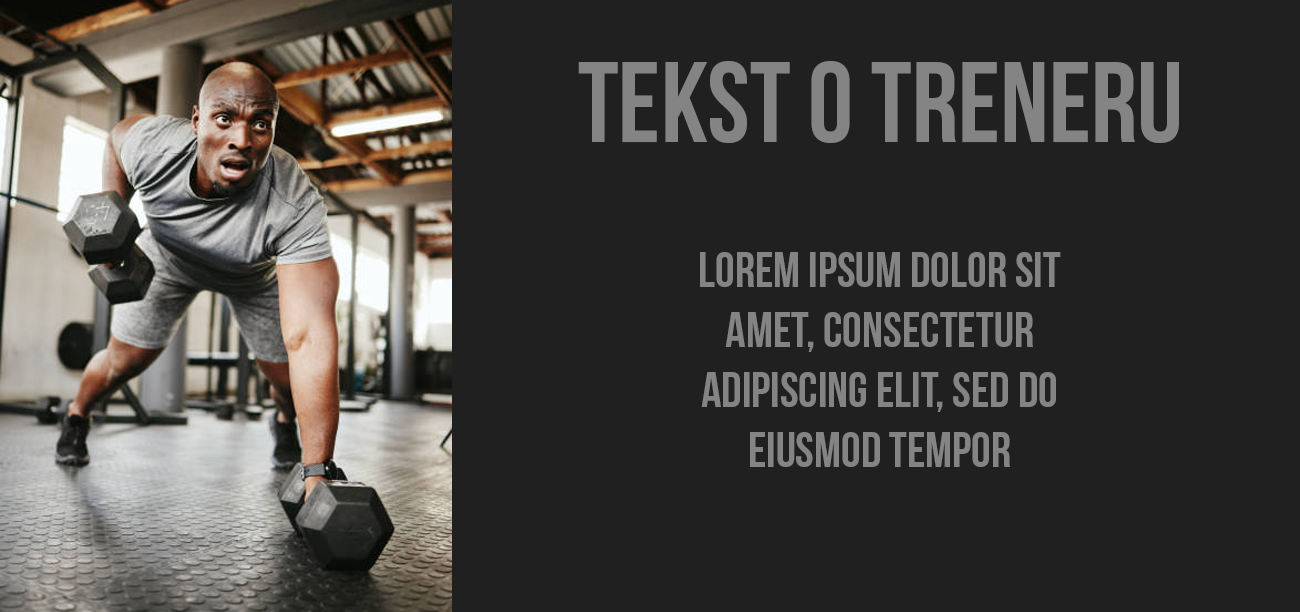 TEKST O TRENERU
LOREM IPSUM DOLOR SIT
AMET, CONSECTETUR
ADIPISCING ELIT, SED DO
EIUSMOD TEMPOR